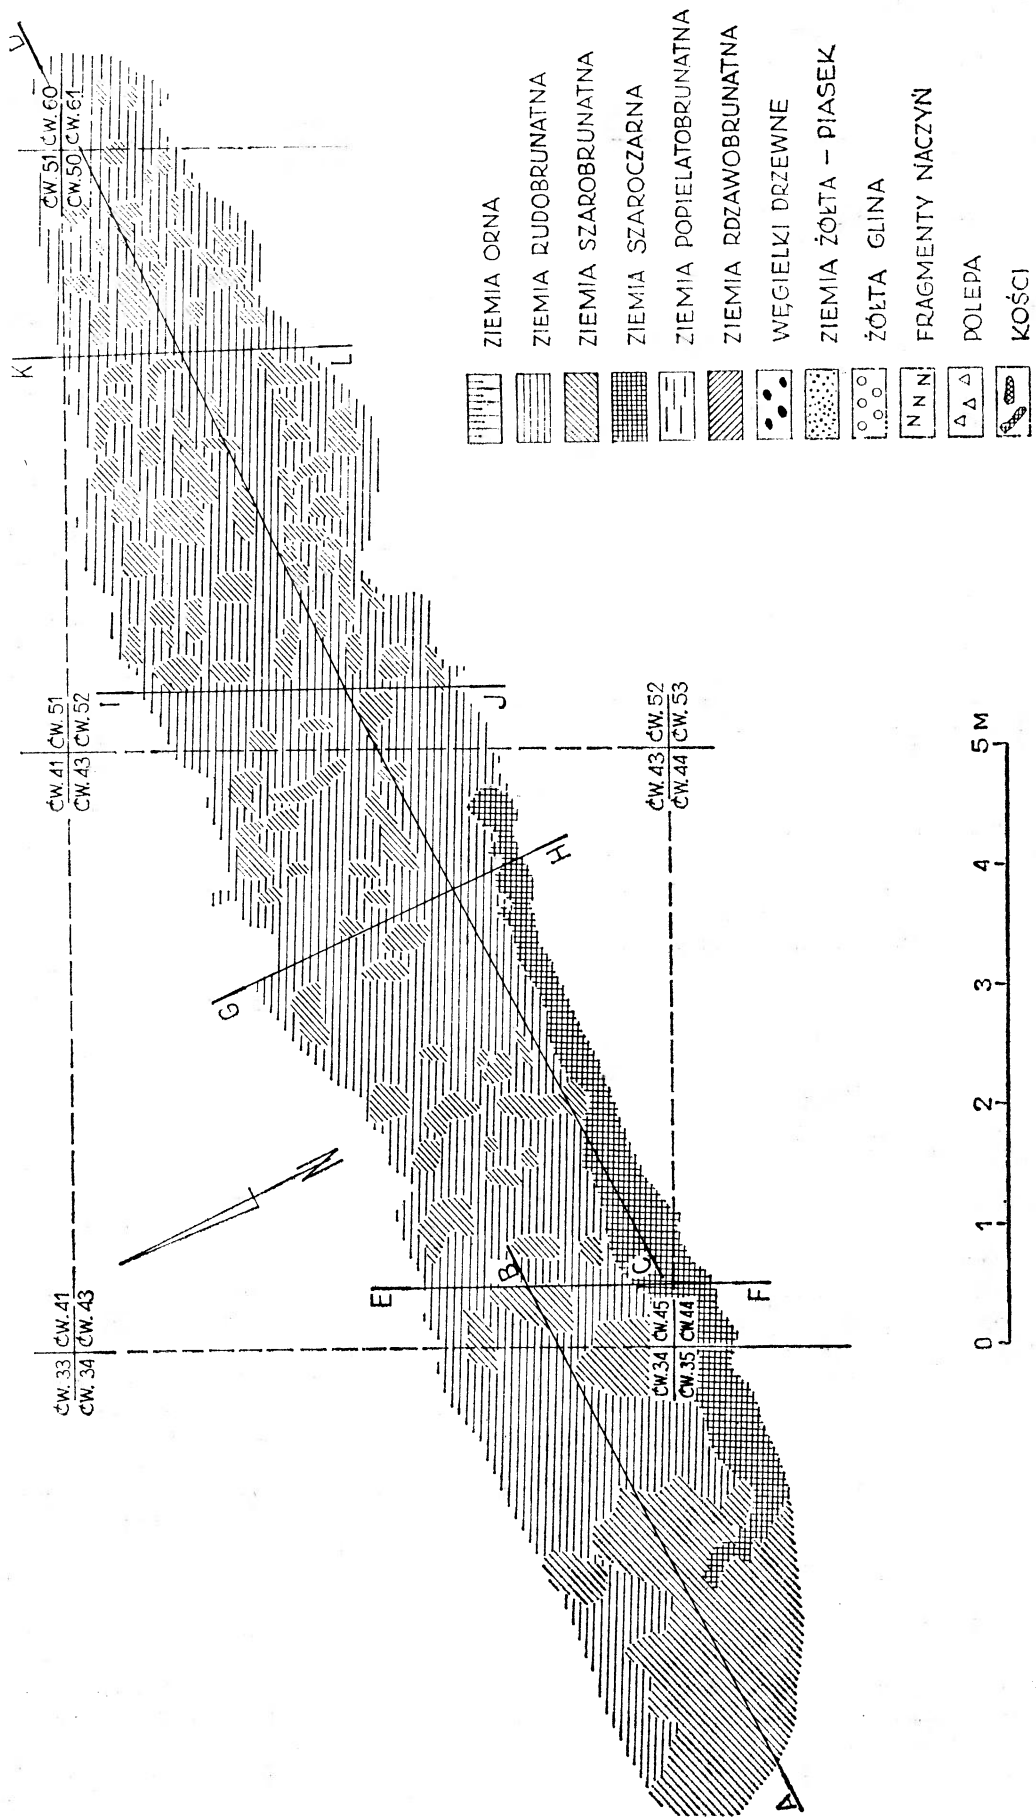 D
ĆW. 51 ĆW. 60
ĆW. 50 ĆW. 61
K
L
ĆW. 41 ĆW. 51
ĆW. 43 ĆW. 52
I
J
ĆW. 43 ĆW. 52
ĆW. 44 ĆW. 53
G
H
N
ĆW. 33 ĆW. 41
ĆW. 34 ĆW. 43
E
F
B
C
ĆW. 34 ĆW. 45
ĆW. 35 ĆW. 44
A
0 1 2 3 4 5 M
ZIEMIA ORNA
ZIEMIA RUDOBRUNATNA
ZIEMIA SZAROBRUNATNA
ZIEMIA SZAROCZARNA
ZIEMIA POPIELATOBRUNATNA
ZIEMIA RDZAWOBRUNATNA
WĘGIELKI DRZEWNE
ZIEMIA ŻÓŁTA – PIASEK
ŻÓŁTA GLINA
N N N FRAGMENTY NACZYŃ
POLEPA
KOŚCI